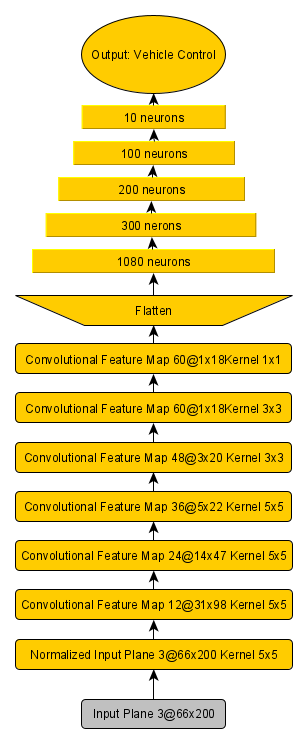 Output: Vehicle Control
10 neurons
100 neurons
200 neurons
300 nerons
1080 neurons
Flatten
Convolutional Feature Map 60@1x18Kernel 1x1
Convolutional Feature Map 60@1x18Kernel 3x3
Convolutional Feature Map 48@3x20 Kernel 3x3
Convolutional Feature Map 36@5x22 Kernel 5x5
Convolutional Feature Map 24@14x47 Kernel 5x5
Convolutional Feature Map 12@31x98 Kernel 5x5
Normalized Input Plane 3@66x200 Kernel 5x5
Input Plane 3@66x200